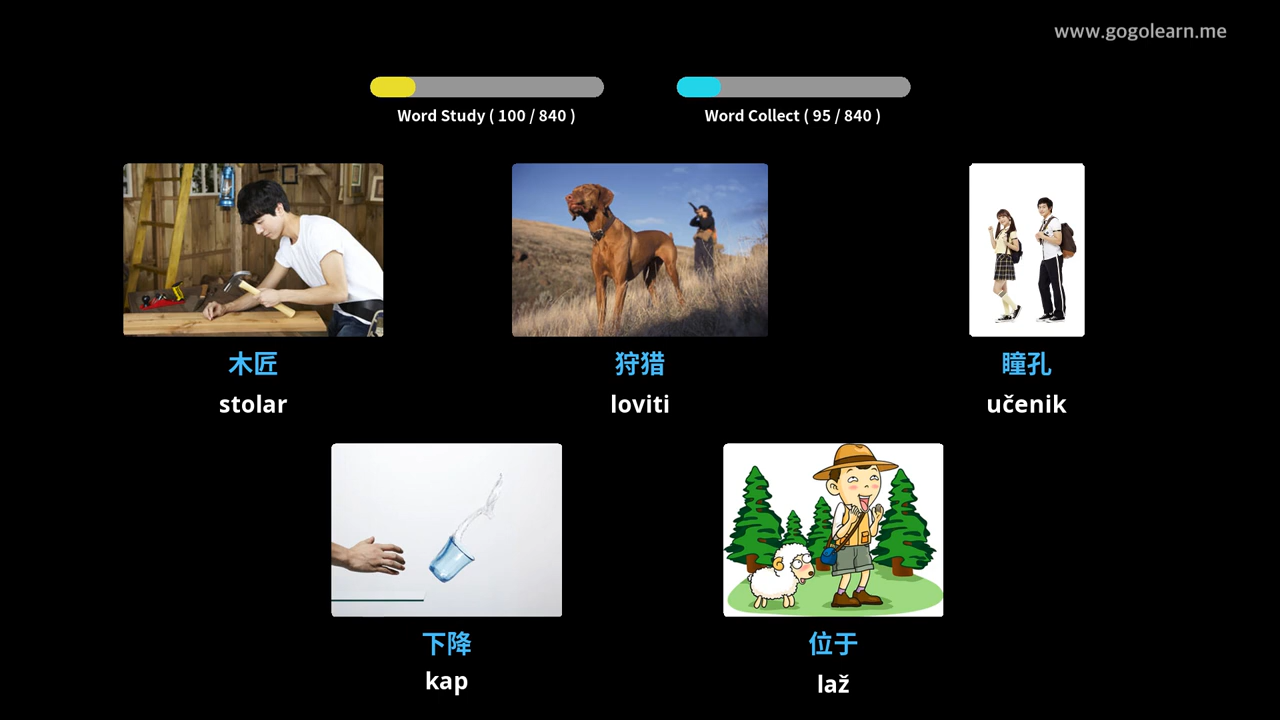 www.gogolearn.me
Word Study ( 100 / 840 )
Word Collect ( 95 / 840 )
木匠
stolar
狩猎
loviti
瞳孔
učenik
下降
kap
位于
laž